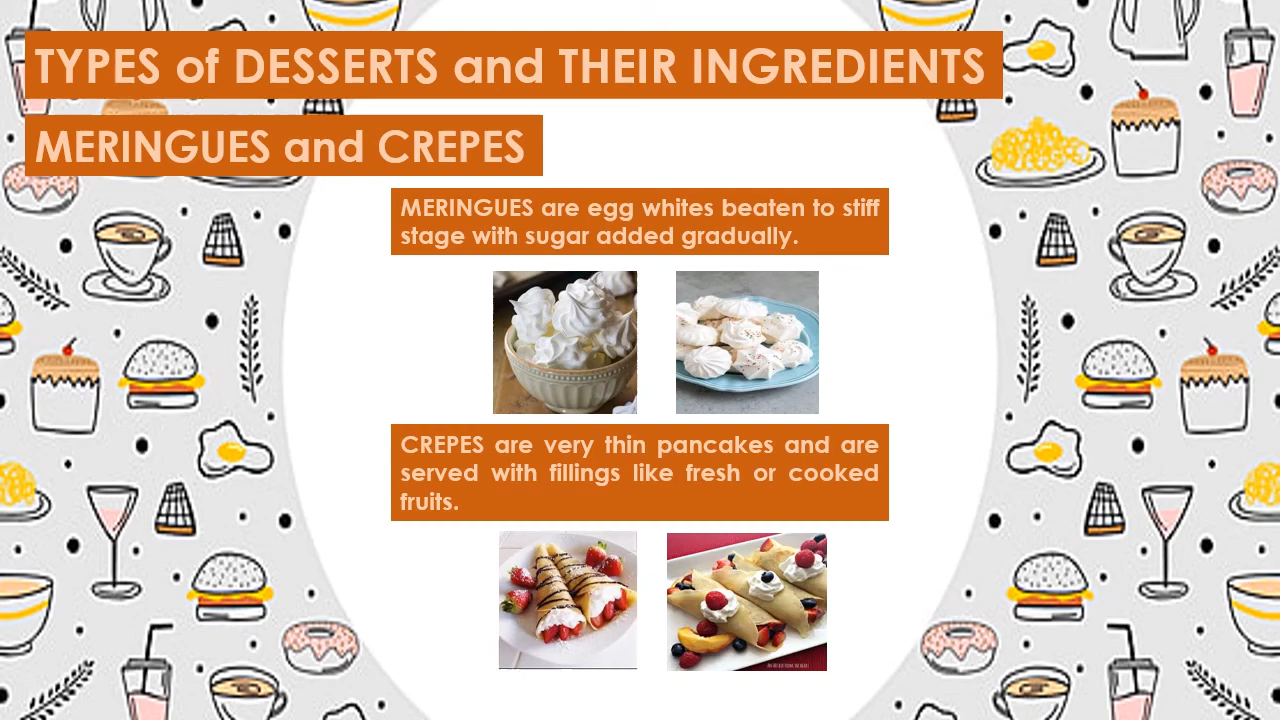 TYPES of DESSERTS and THEIR INGREDIENTS
MERINGUES and CREPES
MERINGUES are egg whites beaten to stiff
stage with sugar added gradually.
CREPES are very thin pancakes and are
served with fillings like fresh or cooked
fruits.